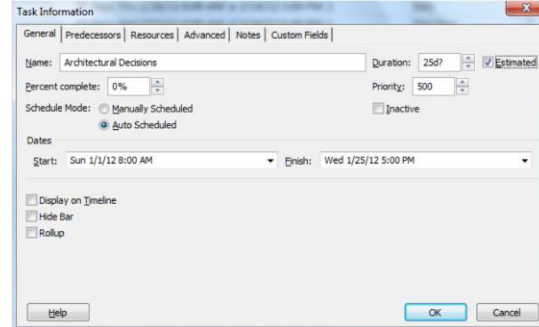 Task Information
General Predecessors Resources Advanced Notes Custom Fields
Name: Architectural Decisions Duration: 25d? Estimated
Percent complete: 0% Priority: 500
Schedule Mode: Manually Scheduled Inactive
Auto Scheduled
Dates
Start: Sun 1/1/12 8:00 AM Finish: Wed 1/25/12 5:00 PM
Display on Timeline
Hide Bar
Rollup
Help OK Cancel